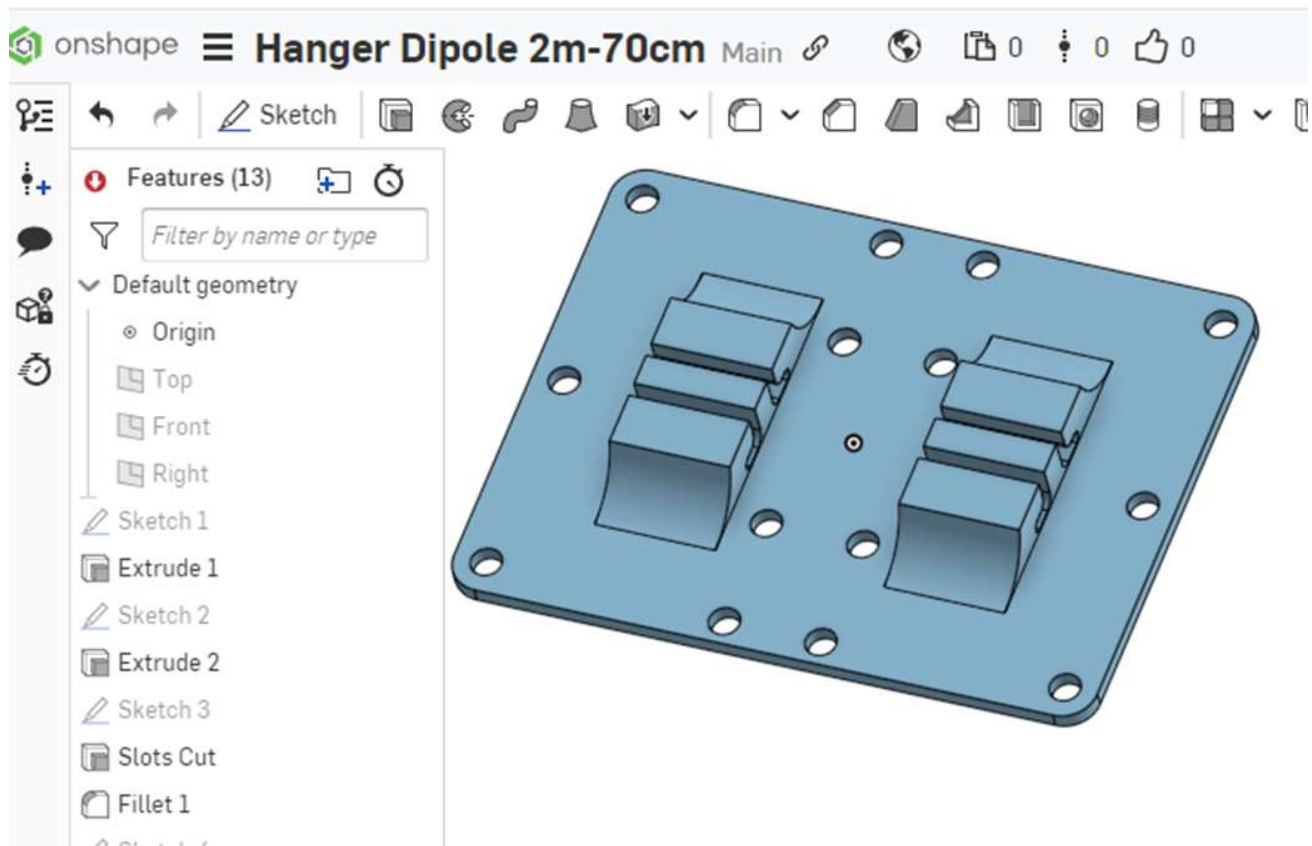 onshape Hanger Dipole 2m-70cm Main 0 0 0
Sketch
Features (13)
Filter by name or type
Default geometry
Origin
Top
Front
Right
Sketch 1
Extrude 1
Sketch 2
Extrude 2
Sketch 3
Slots Cut
Fillet 1